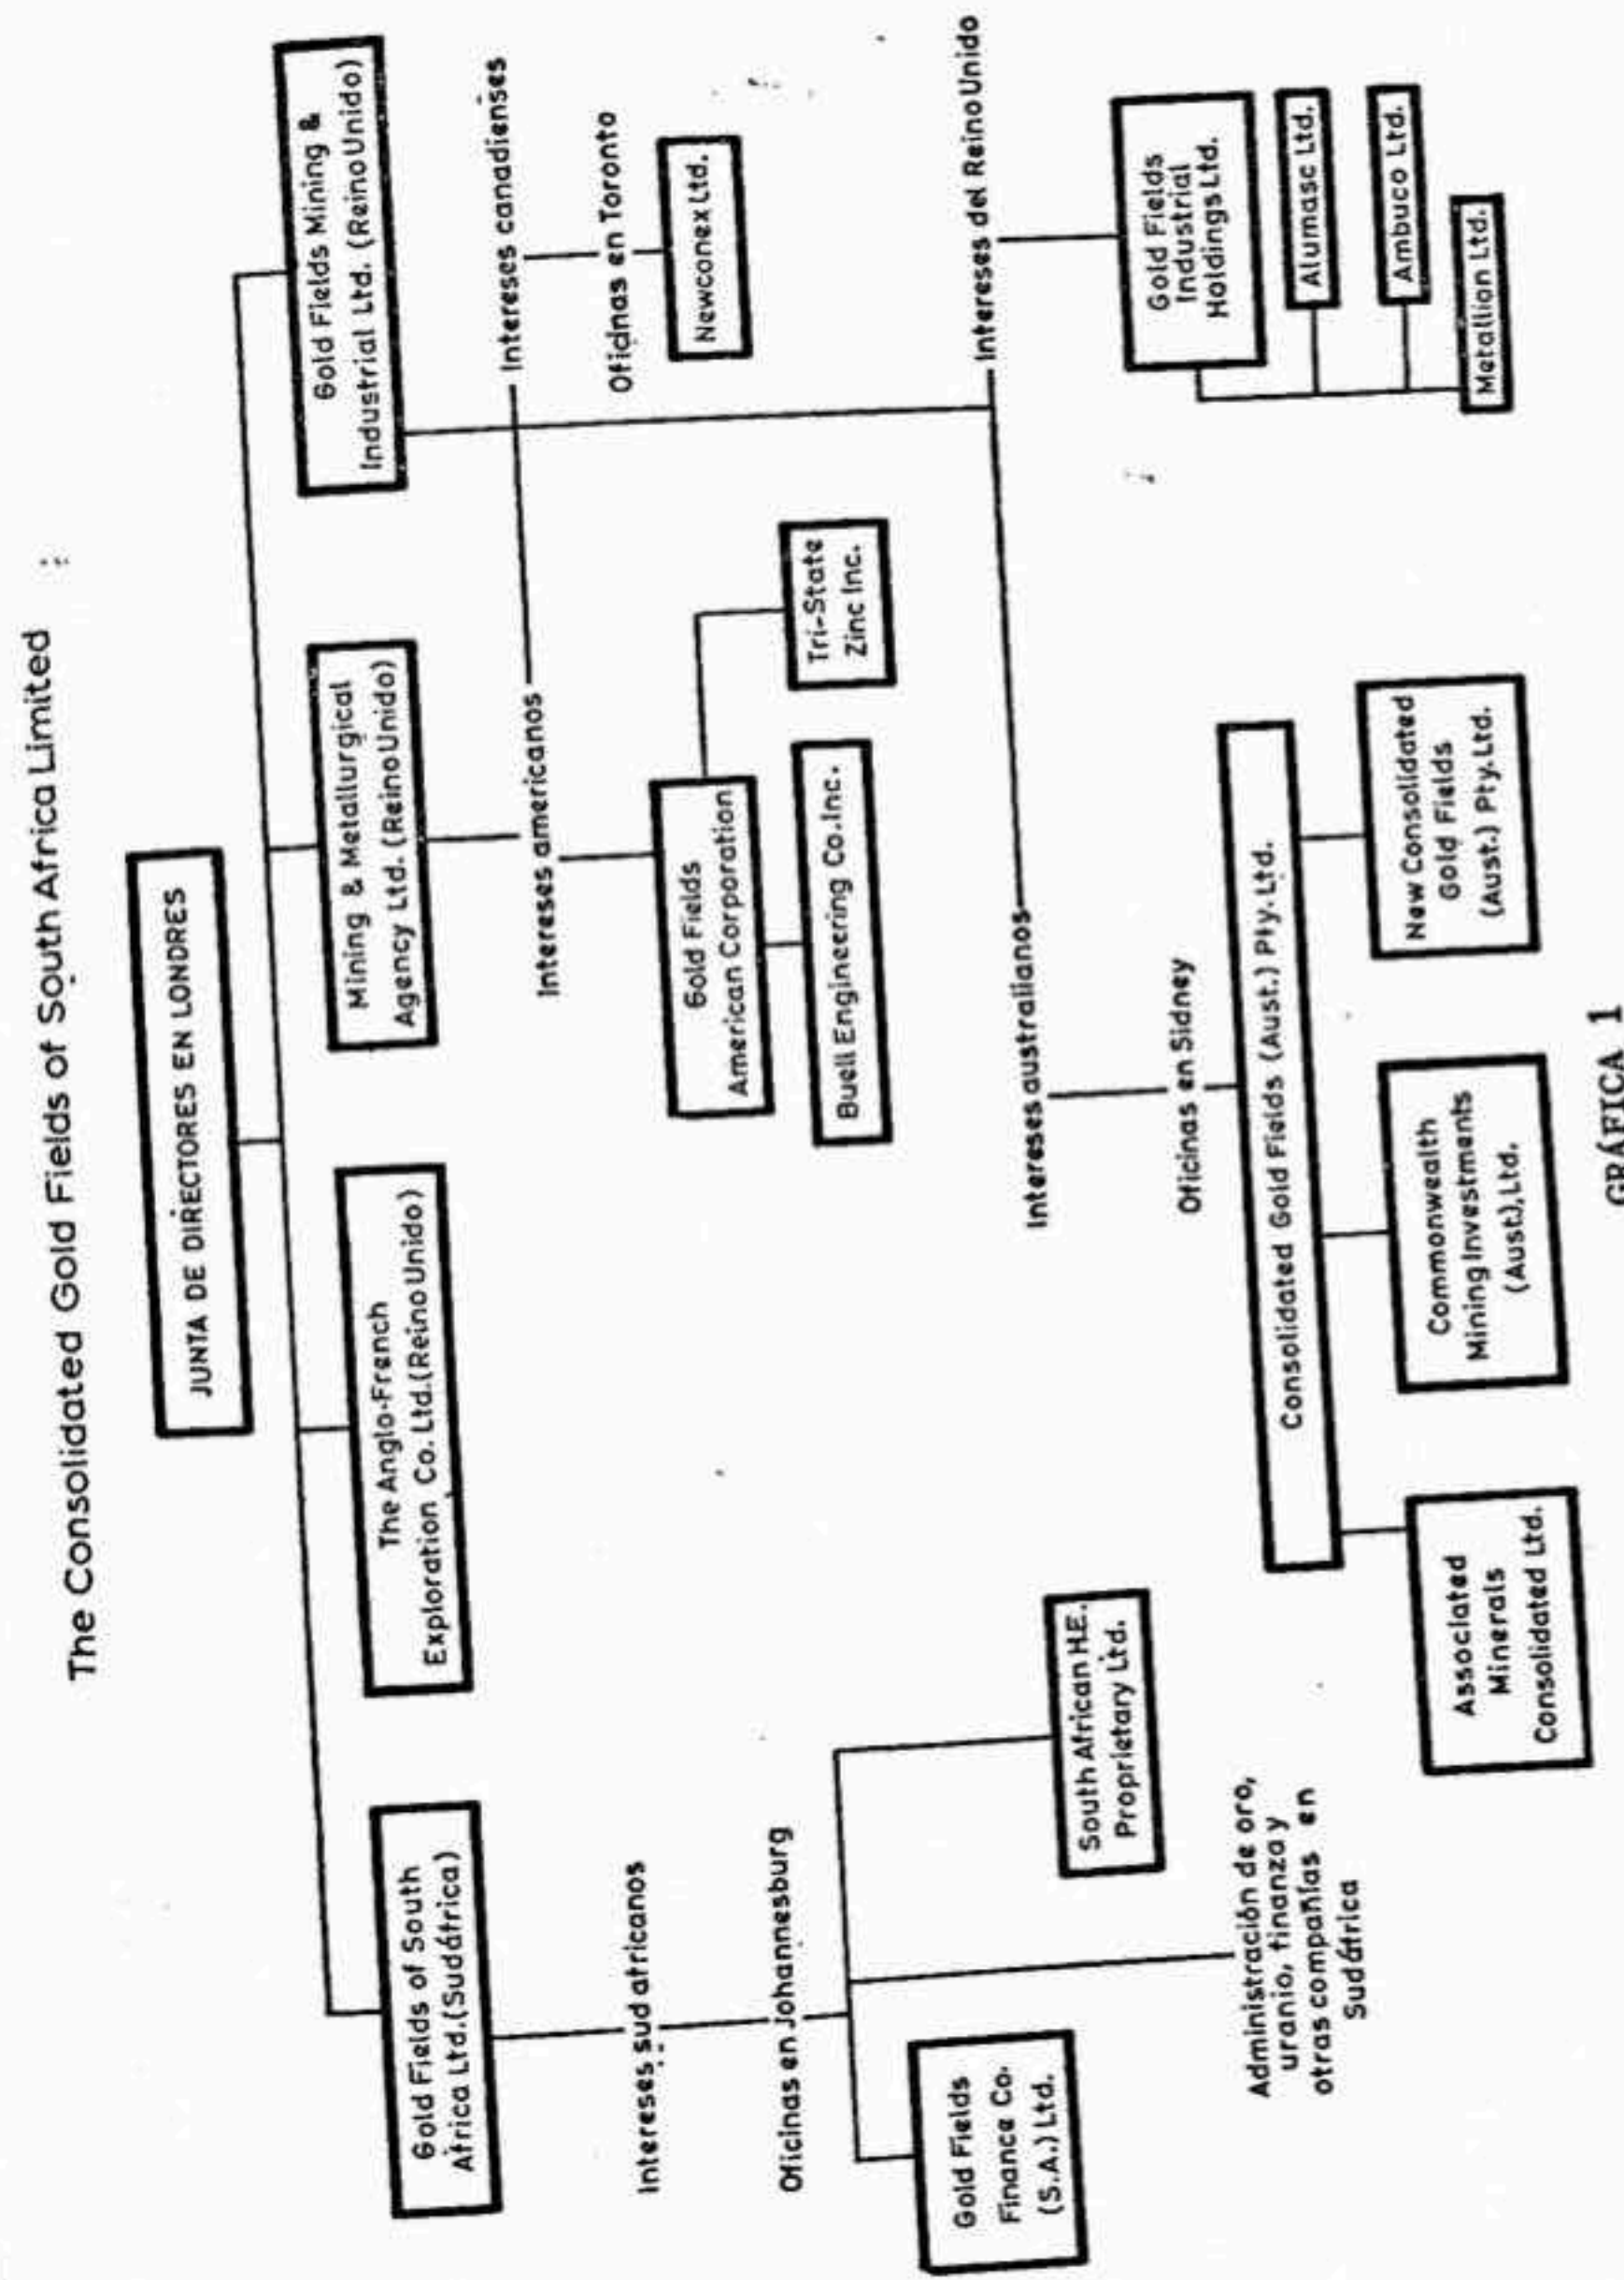 The Consolidated Gold Fields of South Africa Limited
JUNTA DE DIRECTORES EN LONDRES
Gold Fields of South
Africa Ltd.(Sudáfrica)
The Anglo-French
Exploration Co. Ltd.(Reino Unido)
Mining & Metallurgical
Agency Ltd. (Reino Unido)
Gold Fields Mining &
Industrial Ltd. (Reino Unido)
Intereses sudafricanos
Oficinas en Johannesburg
Gold Fields
Finance Co.
(S.A.) Ltd.
South African H.E.
Proprietary Ltd.
Administración de oro,
uranio, finanza y
otras compañías en
Sudáfrica
Intereses americanos
Gold Fields
American Corporation
Buell Engineering Co.Inc.
Tri-State
Zinc Inc.
Intereses canadienses
Oficinas en Toronto
Newconex Ltd.
Intereses australianos
Oficinas en Sidney
Consolidated Gold Fields (Aust.) Pty. Ltd.
Associated
Minerals
Consolidated Ltd.
Commonwealth
Mining Investments
(Aust.), Ltd.
New Consolidated
Gold Fields
(Aust.) Pty. Ltd.
Intereses del Reino Unido
Gold Fields
Industrial
Holdings Ltd.
Alumasc Ltd.
Ambuco Ltd.
Metallion Ltd.
GRÁFICA 1